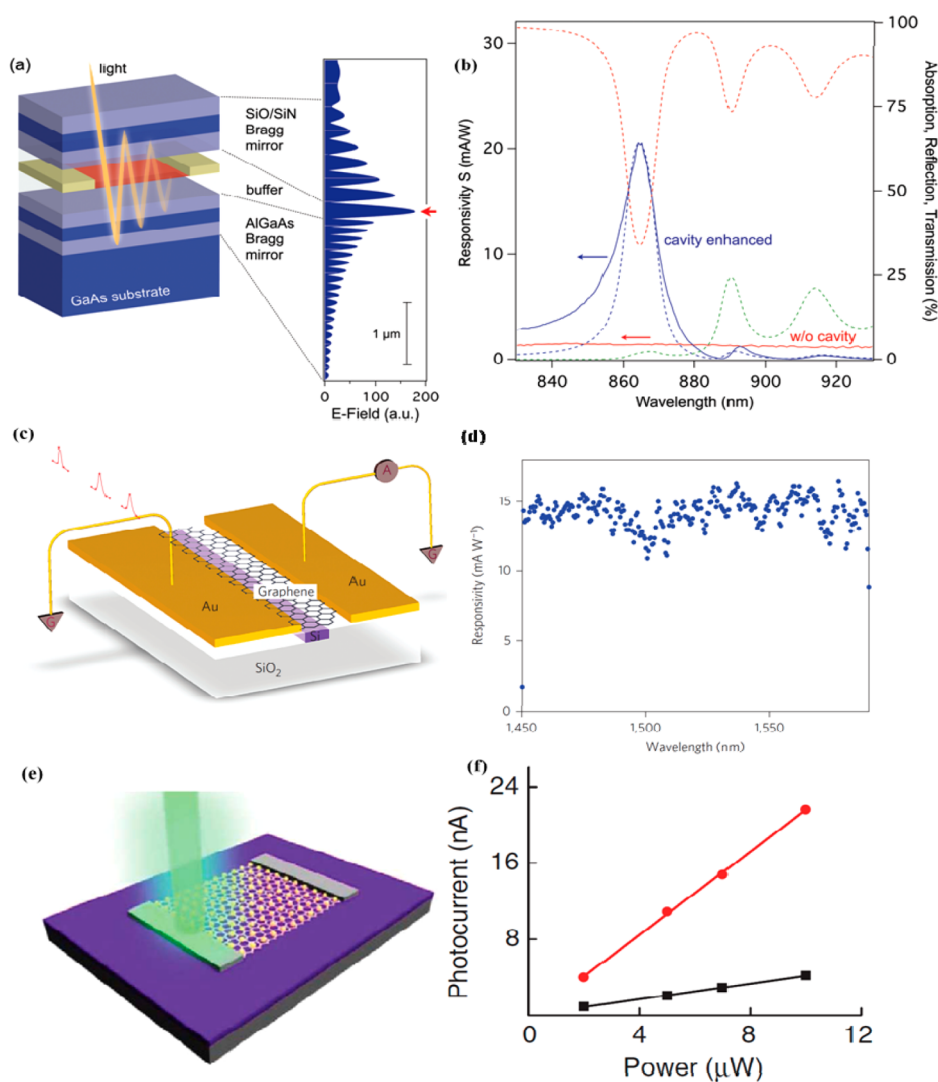 (a)
light
SiO/SiN
Bragg
mirror
buffer
AlGaAs
Bragg
mirror
GaAs substrate
1 µm
0 50 100 150 200
E-Field (a.u.)
(b)
30
20
10
0
Responsivity S (mA/W)
100
75
50
25
0
Absorption, Reflection, Transmission (%)
cavity enhanced
w/o cavity
840 860 880 900 920
Wavelength (nm)
(c)
A
G
G
Au
Graphene
Au
Si
SiO2
(d)
15
10
5
0
Responsivity (mA W−1)
1,450 1,500 1,550
Wavelength (nm)
(e)
(f)
24
16
8
Photocurrent (nA)
0 4 8 12
Power (µW)